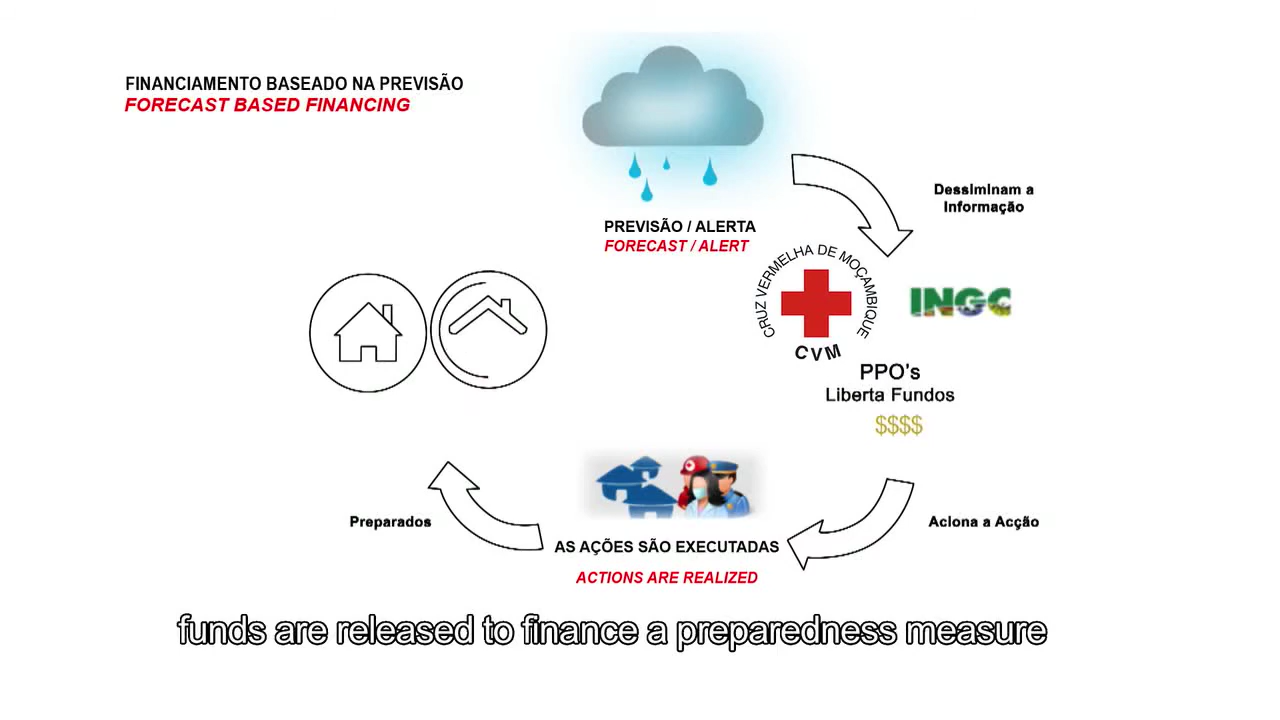 FINANCIAMENTO BASEADO NA PREVISÃO
FORECAST BASED FINANCING
PREVISÃO / ALERTA
FORECAST / ALERT
Dessiminam a
Informação
CRUZ VERMELHA DE MOÇAMBIQUE
CVM
INGC
PPO's
Liberta Fundos
$$$$
Preparados
Aciona a Acção
AS AÇÕES SÃO EXECUTADAS
ACTIONS ARE REALIZED
funds are released to finance a preparedness measure